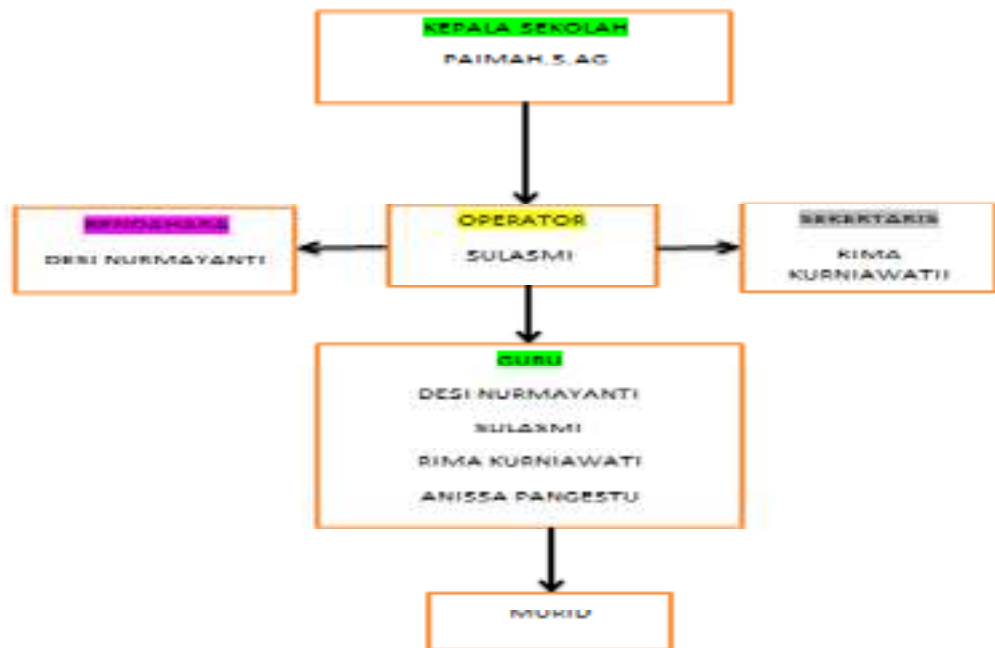 KEPALA SEKOLAH
PAIMAH.S.AG
BENDAHARA
DESI NURMAYANTI
OPERATOR
SULASMI
SEKERTARIS
RIMA
KURNIAWATII
GURU
DESI NURMAYANTI
SULASMI
RIMA KURNIAWATI
ANISSA PANGESTU
MURID